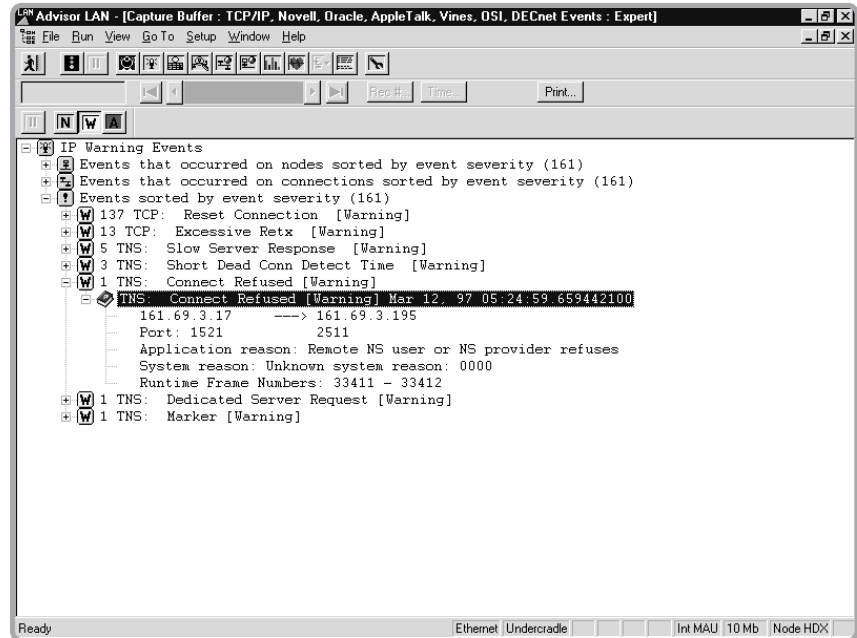 LAN Advisor LAN - [Capture Buffer : TCP/IP, Novell, Oracle, AppleTalk, Vines, OSI, DECnet Events : Expert]
File Run View Go To Setup Window Help
Rec #... Time... Print...
N W A
IP Warning Events
Events that occurred on nodes sorted by event severity (161)
Events that occurred on connections sorted by event severity (161)
Events sorted by event severity (161)
W 137 TCP: Reset Connection [Warning]
W 13 TCP: Excessive Retx [Warning]
W 5 TNS: Slow Server Response [Warning]
W 3 TNS: Short Dead Conn Detect Time [Warning]
W 1 TNS: Connect Refused [Warning]
TNS: Connect Refused [Warning] Mar 12, 97 05:24:59.659442100
161.69.3.17 ---> 161.69.3.195
Port: 1521 2511
Application reason: Remote NS user or NS provider refuses
System reason: Unknown system reason: 0000
Runtime Frame Numbers: 33411 - 33412
W 1 TNS: Dedicated Server Request [Warning]
W 1 TNS: Marker [Warning]
Ready Ethernet Undercradle Int MAU 10 Mb Node HDX